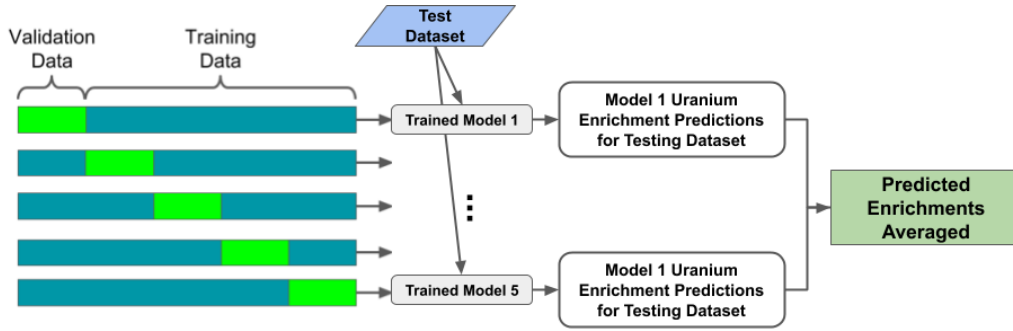 Test
Dataset
Validation
Data
Training
Data
Trained Model 1
Model 1 Uranium
Enrichment Predictions
for Testing Dataset
Predicted
Enrichments
Averaged
Trained Model 5
Model 1 Uranium
Enrichment Predictions
for Testing Dataset